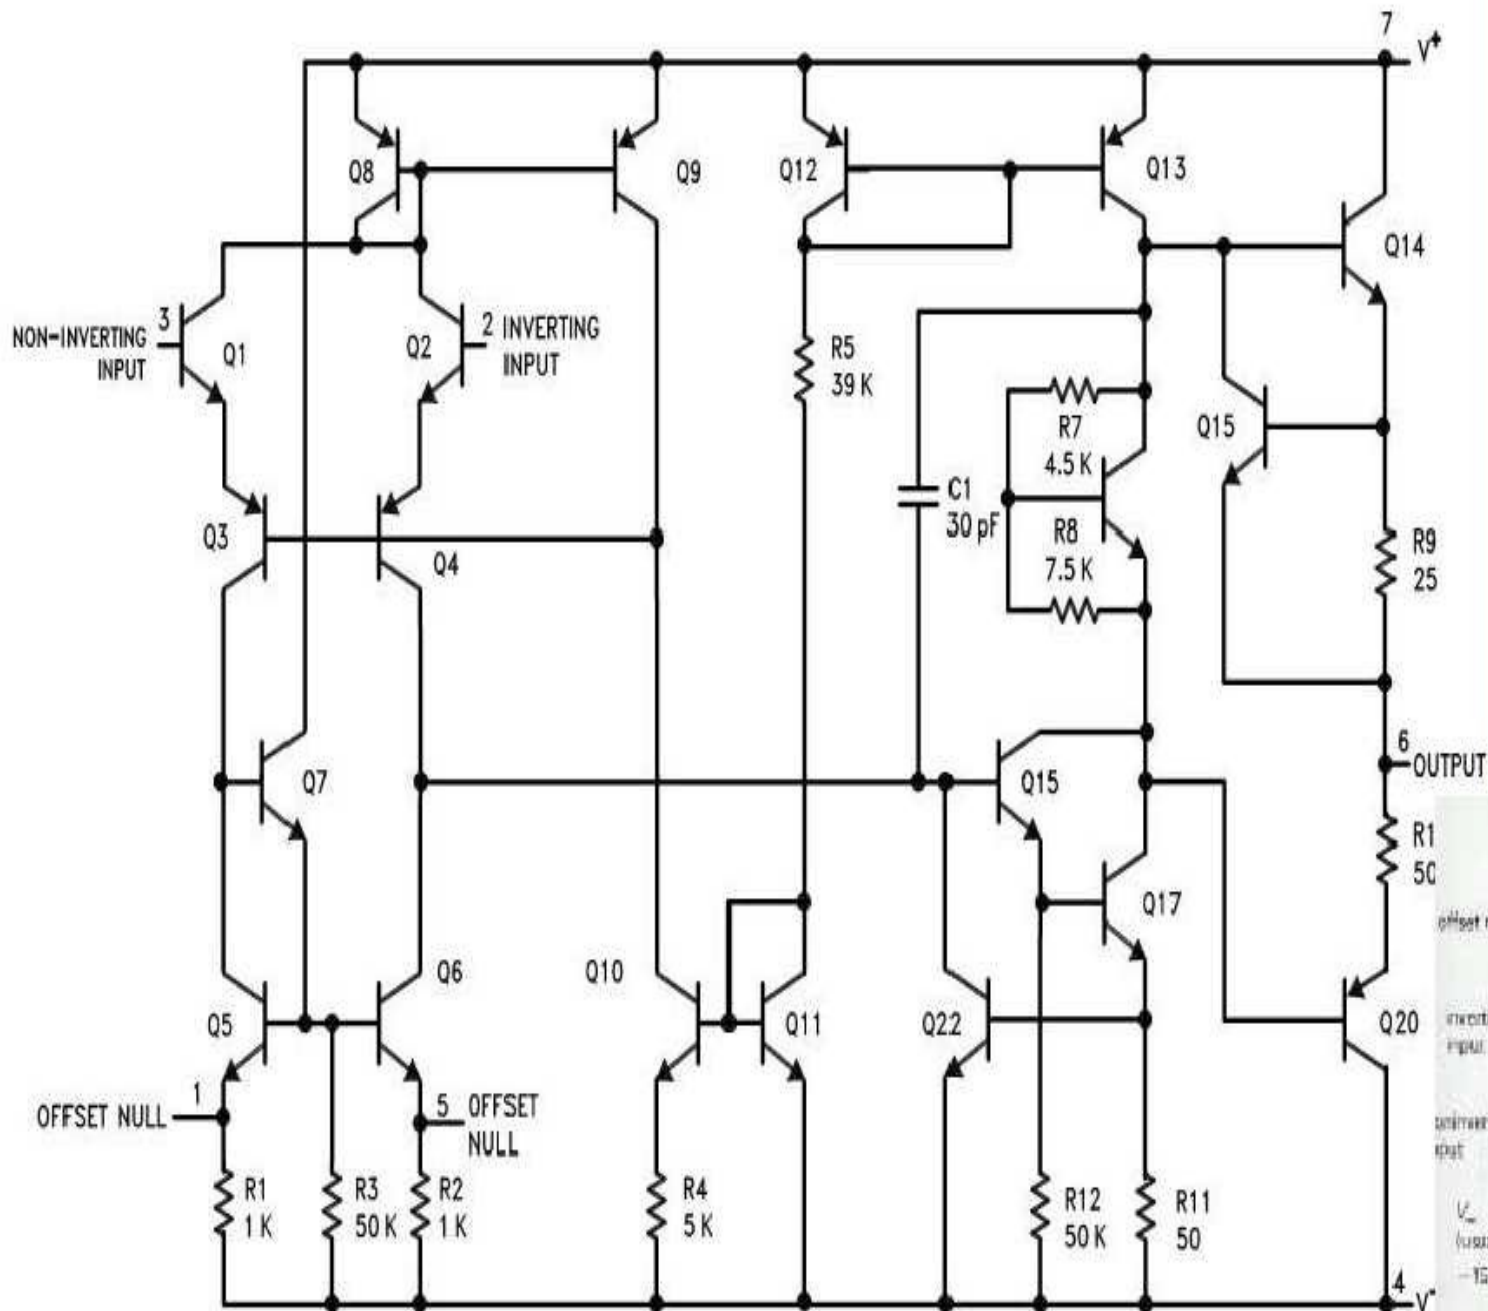 7
V+
Q8
Q9
Q12
Q13
Q14
3
NON-INVERTING
INPUT
Q1
Q2
2 INVERTING
INPUT
R5
39 K
R7
4.5 K
Q15
C1
30 pF
R8
7.5 K
R9
25
Q3
Q4
6
OUTPUT
Q7
Q15
R1
50
Q17
offset
Q5
Q6
Q10
Q11
Q22
Q20
input
1
OFFSET NULL
5 OFFSET
NULL
R1
1 K
R3
50 K
R2
1 K
R4
5 K
R12
50 K
R11
50
V_
4
V-